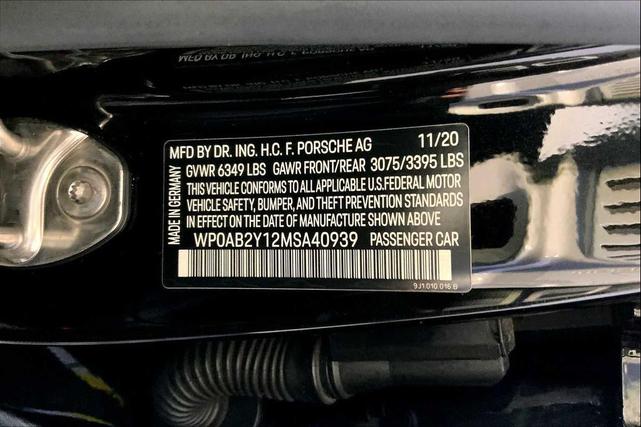 MFD BY DR. ING. H.C. F. PORSCHE AG 11/20
GVWR 6349 LBS GAWR FRONT/REAR 3075/3395 LBS
THIS VEHICLE CONFORMS TO ALL APPLICABLE U.S.FEDERAL MOTOR
VEHICLE SAFETY, BUMPER, AND THEFT PREVENTION STANDARDS
IN EFFECT ON THE DATE OF MANUFACTURE SHOWN ABOVE
WP0AB2Y12MSA40939 PASSENGER CAR
MADE IN GERMANY
9J1.010.016 B